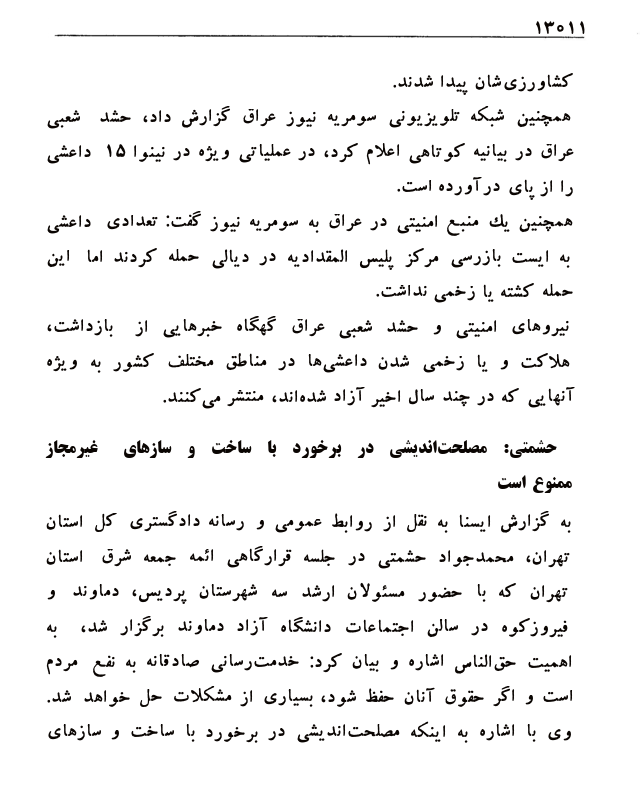 ۱۳۰۱۱
کشاورزی‌شان پیدا شدند.
همچنین شبکه تلویزیونی سومریه نیوز عراق گزارش داد، حشد شعبی
عراق در بیانیه کوتاهی اعلام کرد، در عملیاتی ویژه در نینوا ۱۵ داعشی
را از پای درآورده است.
همچنین یك منبع امنیتی در عراق به سومریه نیوز گفت: تعدادی داعشی
به ایست بازرسی مرکز پلیس المقدادیه در دیالی حمله کردند اما این
حمله کشته یا زخمی نداشت.
نیروهای امنیتی و حشد شعبی عراق گهگاه خبرهایی از بازداشت،
هلاکت و یا زخمی شدن داعشی‌ها در مناطق مختلف کشور به ویژه
آنهایی که در چند سال اخیر آزاد شده‌اند، منتشر می‌کنند.
حشمتی: مصلحت‌اندیشی در برخورد با ساخت و سازهای غیرمجاز
ممنوع است
به گزارش ایسنا به نقل از روابط عمومی و رسانه دادگستری کل استان
تهران، محمدجواد حشمتی در جلسه قرارگاهی ائمه جمعه شرق استان
تهران که با حضور مسئولان ارشد سه شهرستان پردیس، دماوند و
فیروزکوه در سالن اجتماعات دانشگاه آزاد دماوند برگزار شد، به
اهمیت حق‌الناس اشاره و بیان کرد: خدمت‌رسانی صادقانه به نفع مردم
است و اگر حقوق آنان حفظ شود، بسیاری از مشکلات حل خواهد شد.
وی با اشاره به اینکه مصلحت‌اندیشی در برخورد با ساخت و سازهای